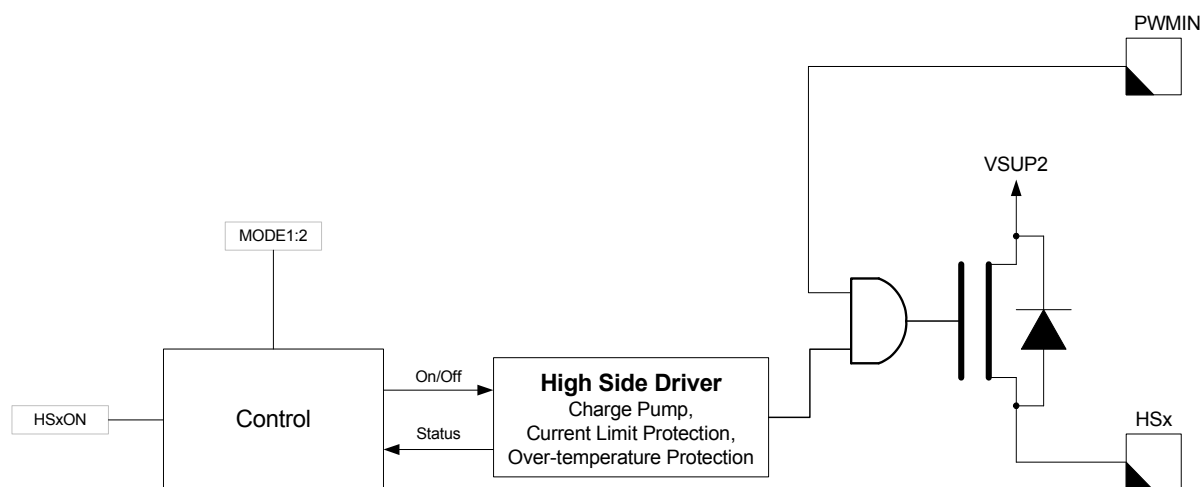 PWMIN
VSUP2
MODE1:2
On/Off
High Side Driver
Charge Pump,
Current Limit Protection,
Over-temperature Protection
HSxON
Control
Status
HSx